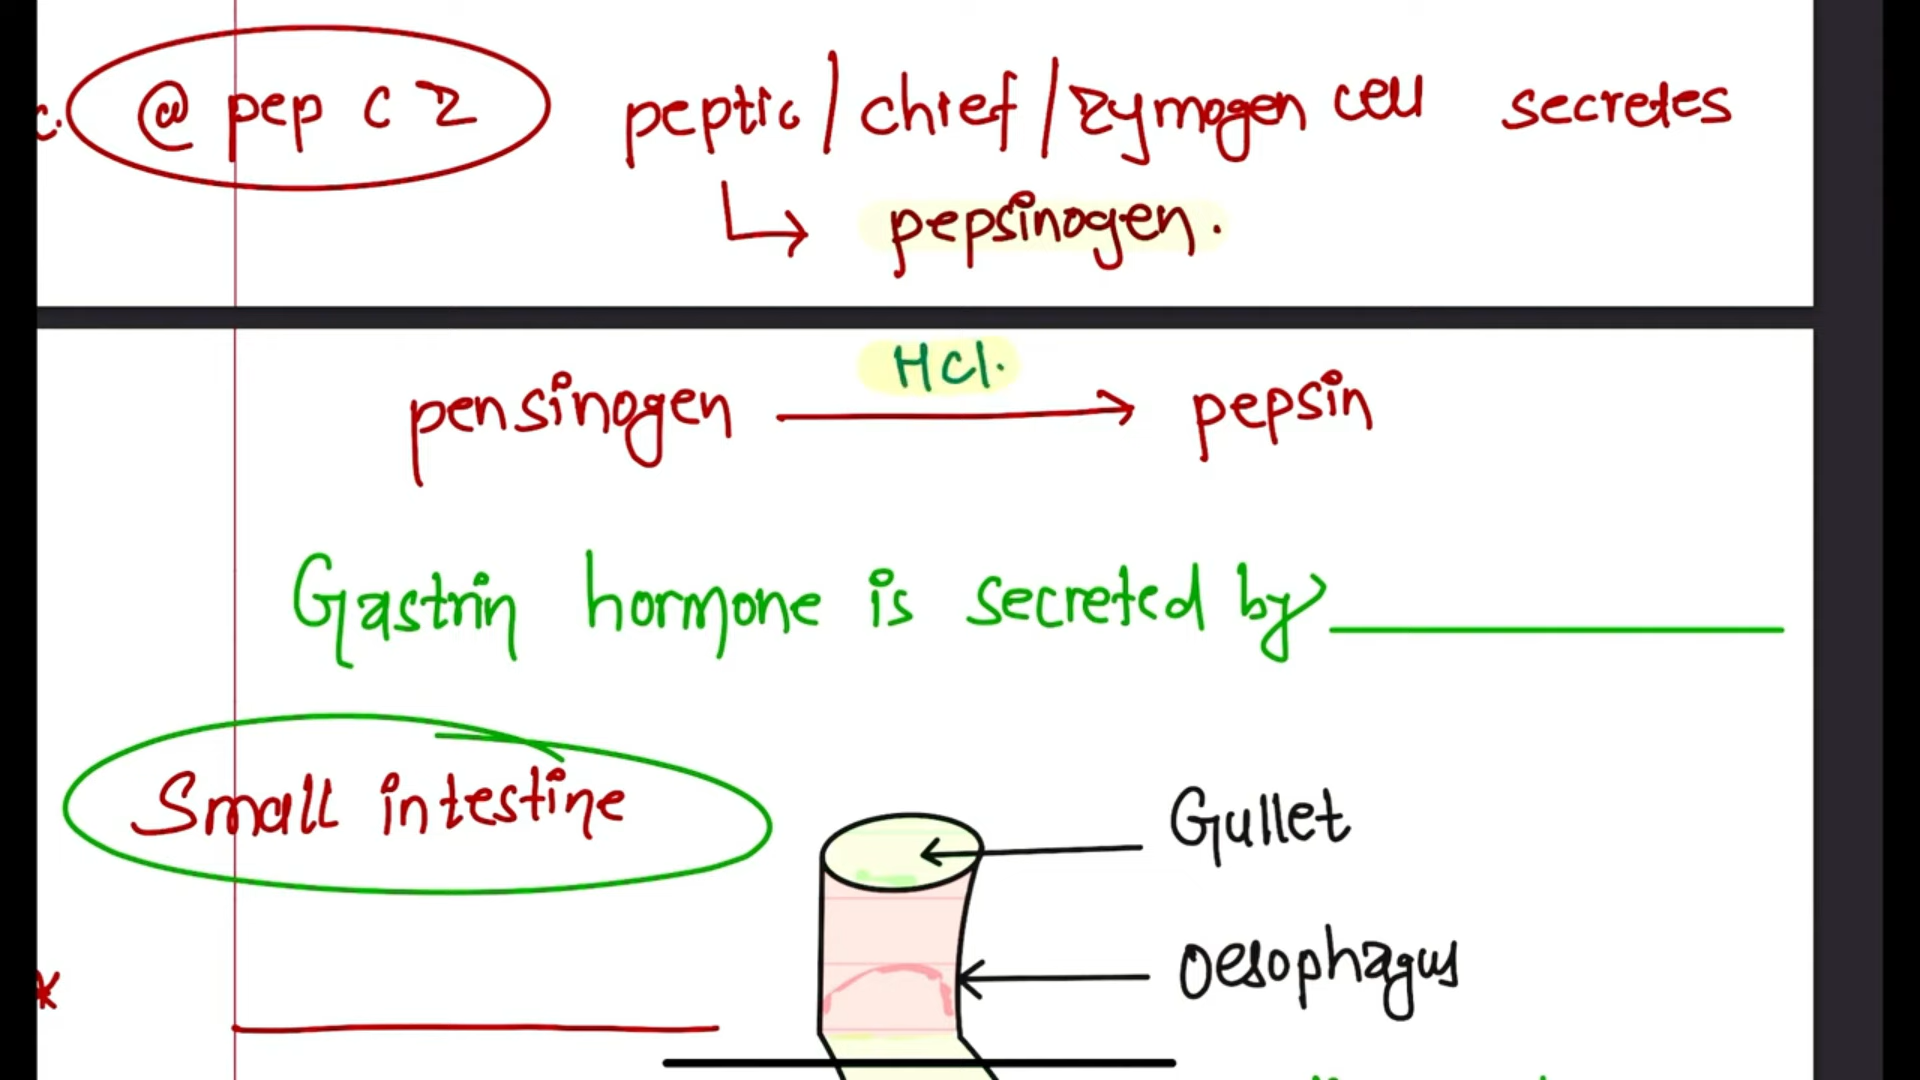 c. @ pep c z peptic / chief / zymogen cell secretes
↳ pepsinogen.
HCl.
pensinogen → pepsin
Gastrin hormone is secreted by
Small intestine
Gullet
Oesophagus
*